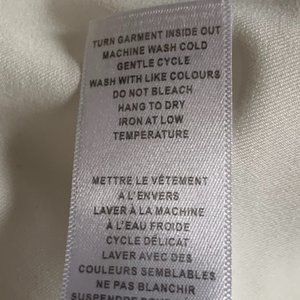 TURN GARMENT INSIDE OUT
MACHINE WASH COLD
GENTLE CYCLE
WASH WITH LIKE COLOURS
DO NOT BLEACH
HANG TO DRY
IRON AT LOW
TEMPERATURE
METTRE LE VÊTEMENT
À L'ENVERS
LAVER À LA MACHINE
À L'EAU FROIDE
CYCLE DÉLICAT
LAVER AVEC DES
COULEURS SEMBLABLES
NE PAS BLANCHIR
SUSPENDRE POUR